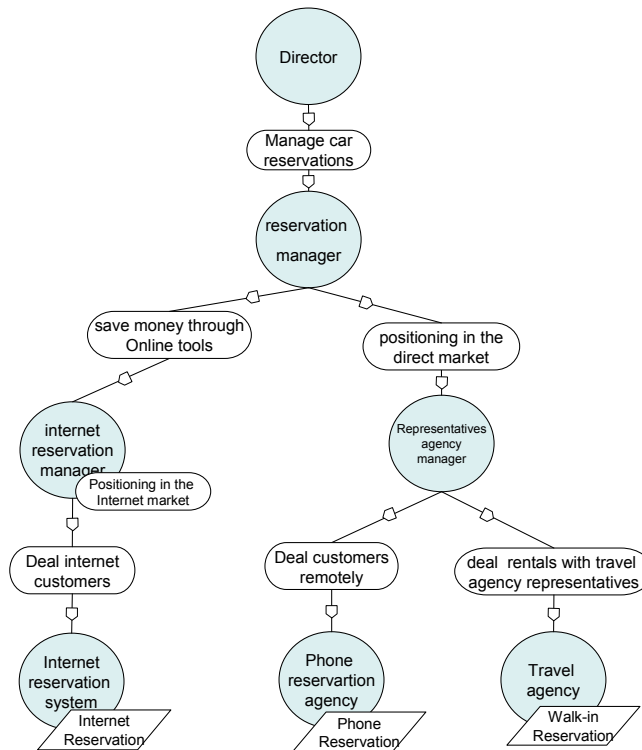 Director
Manage car
reservations
reservation
manager
save money through
Online tools
positioning in the
direct market
internet
reservation
manager
Positioning in the
Internet market
Representatives
agency
manager
Deal internet
customers
Deal customers
remotely
deal rentals with travel
agency representatives
Internet
reservation
system
Internet
Reservation
Phone
reservartion
agency
Phone
Reservation
Travel
agency
Walk-in
Reservation